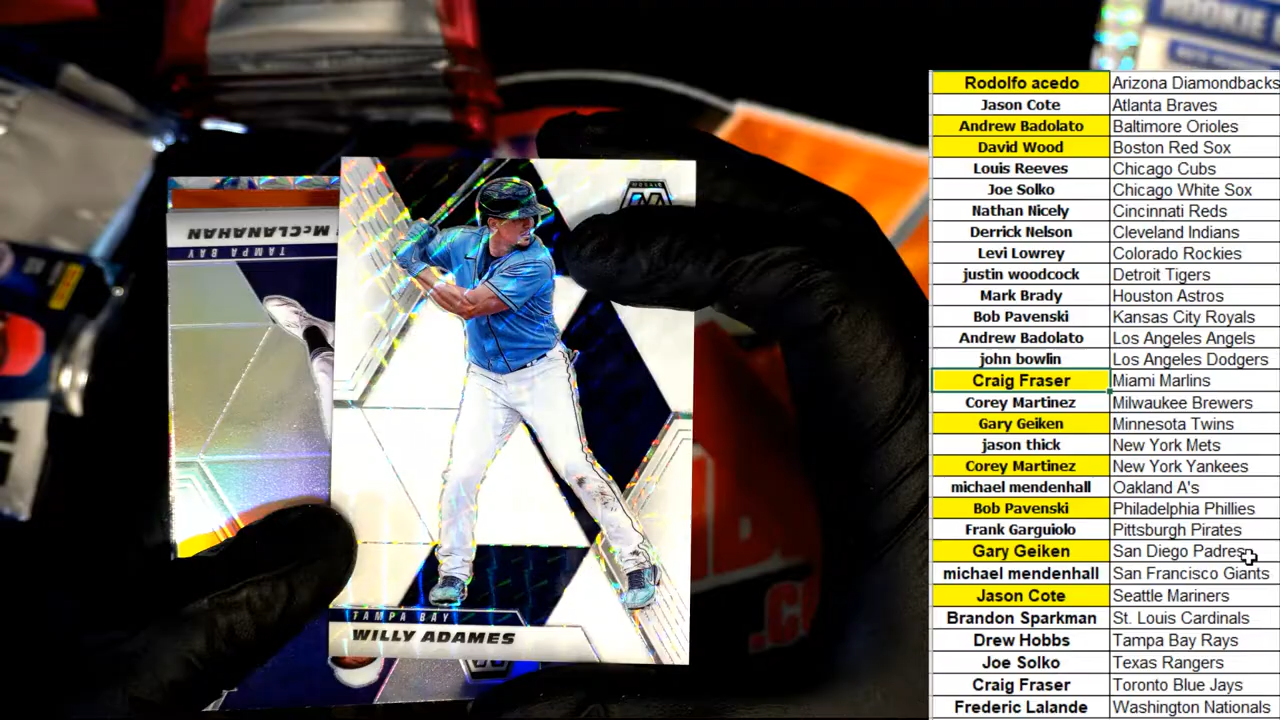 ROOKIE
McCLANAHAN
TAMPA BAY
MOSAIC
TAMPA BAY
WILLY ADAMES
Rodolfo acedo Arizona Diamondbacks
Jason Cote Atlanta Braves
Andrew Badolato Baltimore Orioles
David Wood Boston Red Sox
Louis Reeves Chicago Cubs
Joe Solko Chicago White Sox
Nathan Nicely Cincinnati Reds
Derrick Nelson Cleveland Indians
Levi Lowrey Colorado Rockies
justin woodcock Detroit Tigers
Mark Brady Houston Astros
Bob Pavenski Kansas City Royals
Andrew Badolato Los Angeles Angels
john bowlin Los Angeles Dodgers
Craig Fraser Miami Marlins
Corey Martinez Milwaukee Brewers
Gary Geiken Minnesota Twins
jason thick New York Mets
Corey Martinez New York Yankees
michael mendenhall Oakland A's
Bob Pavenski Philadelphia Phillies
Frank Garguiolo Pittsburgh Pirates
Gary Geiken San Diego Padres
michael mendenhall San Francisco Giants
Jason Cote Seattle Mariners
Brandon Sparkman St. Louis Cardinals
Drew Hobbs Tampa Bay Rays
Joe Solko Texas Rangers
Craig Fraser Toronto Blue Jays
Frederic Lalande Washington Nationals